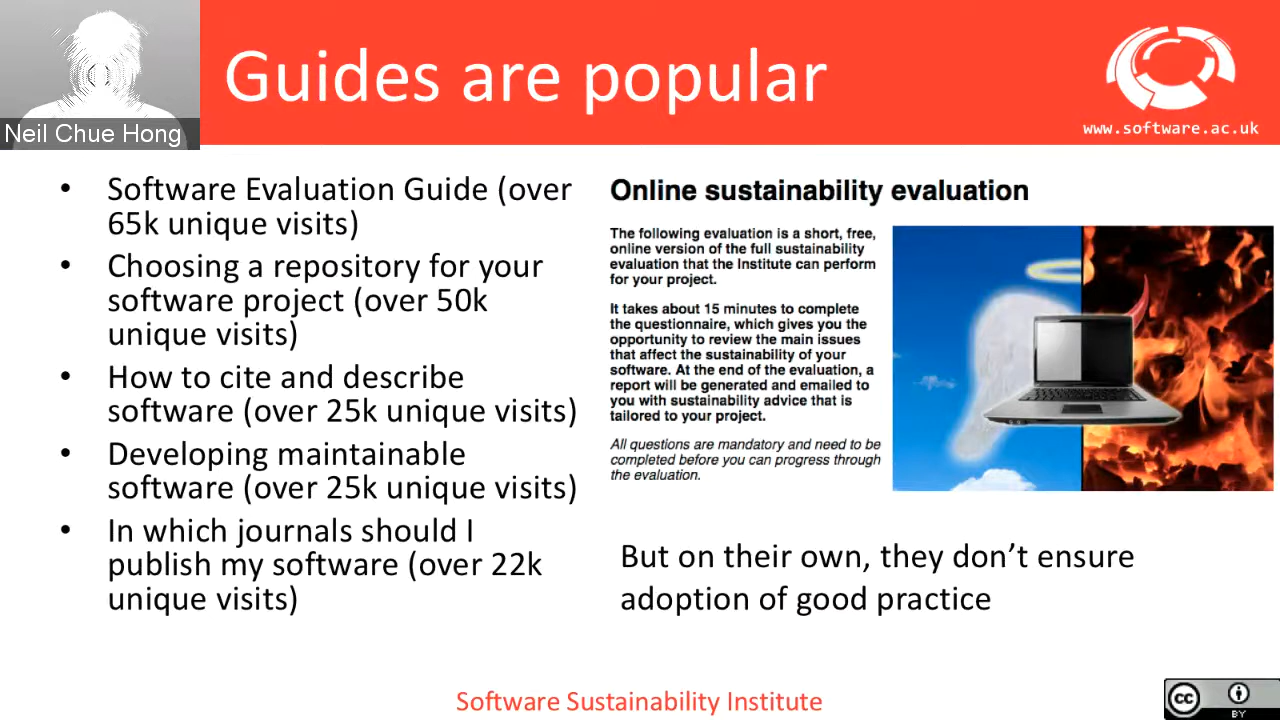 Guides are popular
www.software.ac.uk
Neil Chue Hong
• Software Evaluation Guide (over
65k unique visits)
• Choosing a repository for your
software project (over 50k
unique visits)
• How to cite and describe
software (over 25k unique visits)
• Developing maintainable
software (over 25k unique visits)
• In which journals should I
publish my software (over 22k
unique visits)
Online sustainability evaluation
The following evaluation is a short, free,
online version of the full sustainability
evaluation that the Institute can perform
for your project.
It takes about 15 minutes to complete
the questionnaire, which gives you the
opportunity to review the main issues
that affect the sustainability of your
software. At the end of the evaluation, a
report will be generated and emailed to
you with sustainability advice that is
tailored to your project.
All questions are mandatory and need to be
completed before you can progress through
the evaluation.
But on their own, they don’t ensure
adoption of good practice
Software Sustainability Institute
cc
BY